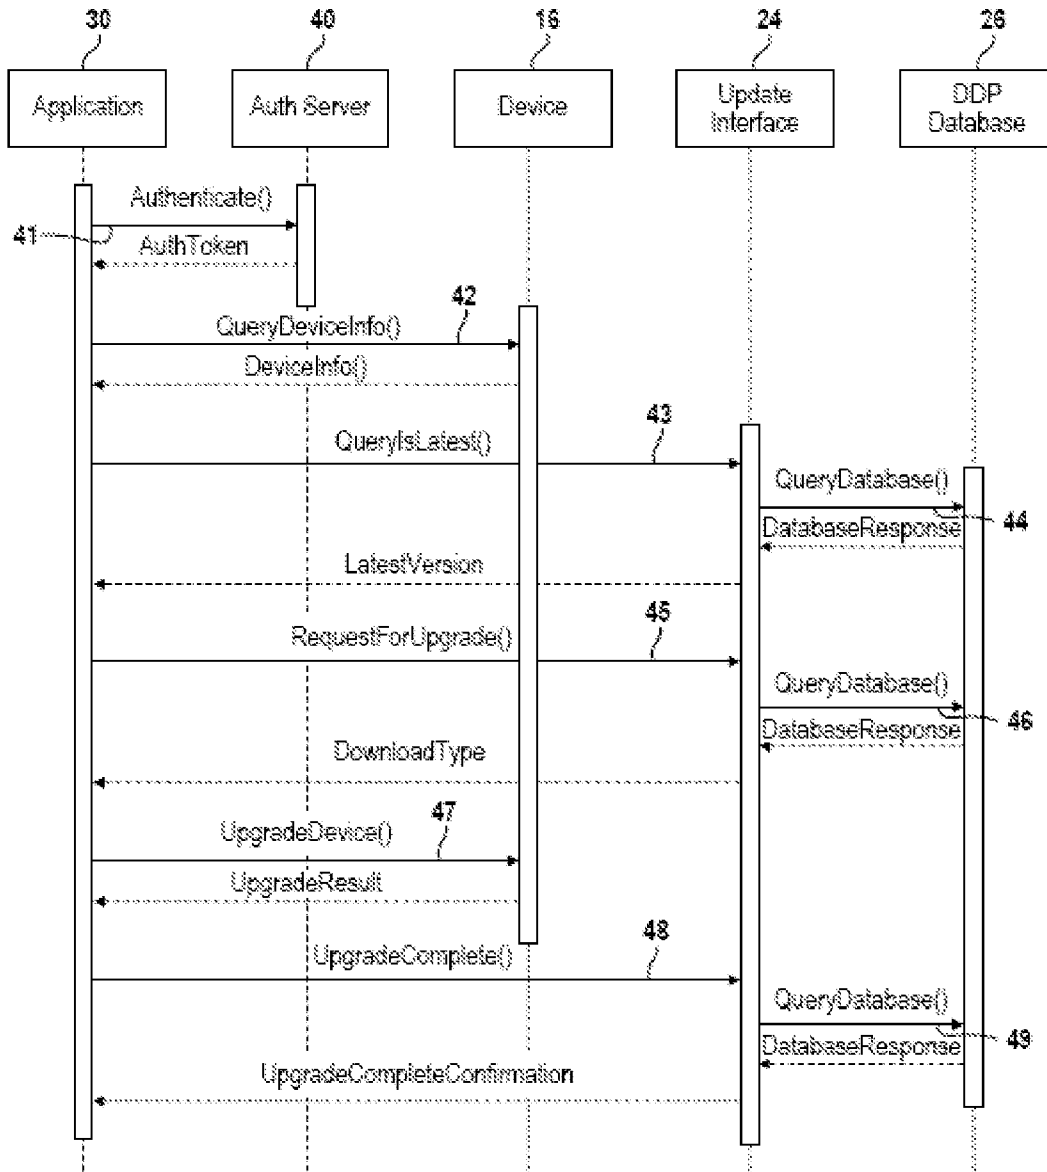 30 40 16 24 26
Application
Auth Server
Device
Update
Interface
DDP
Database
Authenticate()
41
AuthToken
42
QueryDeviceInfo()
DeviceInfo()
43
QueryIsLatest()
QueryDatabase()
44
DatabaseResponse
LatestVersion
45
RequestForUpgrade()
QueryDatabase()
46
DatabaseResponse
DownloadType
47
UpgradeDevice()
UpgradeResult
48
UpgradeComplete()
QueryDatabase()
49
DatabaseResponse
UpgradeCompleteConfirmation